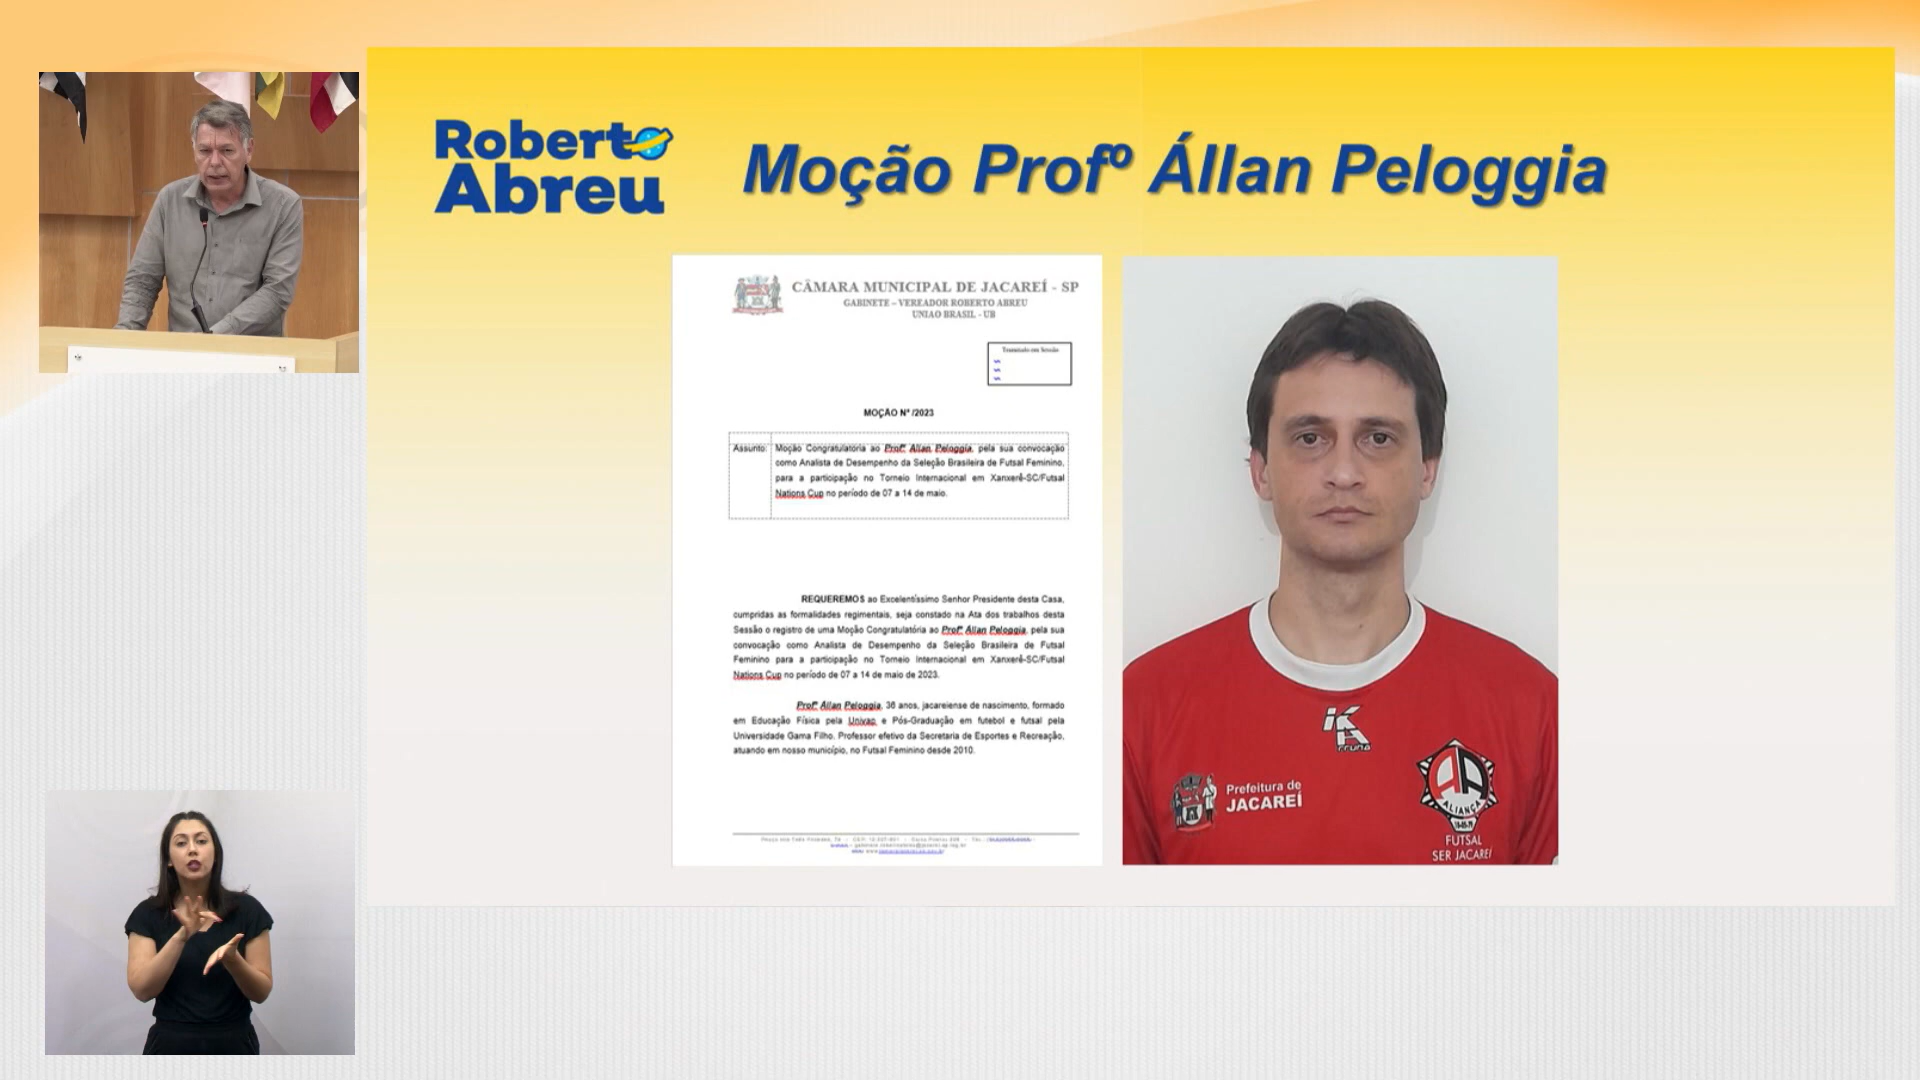 Roberto
Abreu
Moção Profº Állan Peloggia
CÂMARA MUNICIPAL DE JACAREÍ - SP
GABINETE – VEREADOR ROBERTO ABREU
UNIAO BRASIL - UB
Tramitado em Sessão
MOÇÃO Nº /2023
Assunto: Moção Congratulatória ao Profº Állan Peloggia, pela sua convocação
como Analista de Desempenho da Seleção Brasileira de Futsal Feminino,
para a participação no Torneio Internacional em Xanxerê-SC/Futsal
Nations Cup no período de 07 a 14 de maio.
REQUEREMOS ao Excelentíssimo Senhor Presidente desta Casa,
cumpridas as formalidades regimentais, seja constado na Ata dos trabalhos desta
Sessão o registro de uma Moção Congratulatória ao Profº Állan Peloggia, pela sua
convocação como Analista de Desempenho da Seleção Brasileira de Futsal
Feminino para a participação no Torneio Internacional em Xanxerê-SC/Futsal
Nations Cup no período de 07 a 14 de maio de 2023.
Profº Állan Peloggia, 36 anos, jacareiense de nascimento, formado
em Educação Física pela Univap e Pós-Graduação em futebol e futsal pela
Universidade Gama Filho. Professor efetivo da Secretaria de Esportes e Recreação,
atuando em nosso município, no Futsal Feminino desde 2010.
Prefeitura de
JACAREÍ
ALIANÇA
FUTSAL
SER JACAREÍ